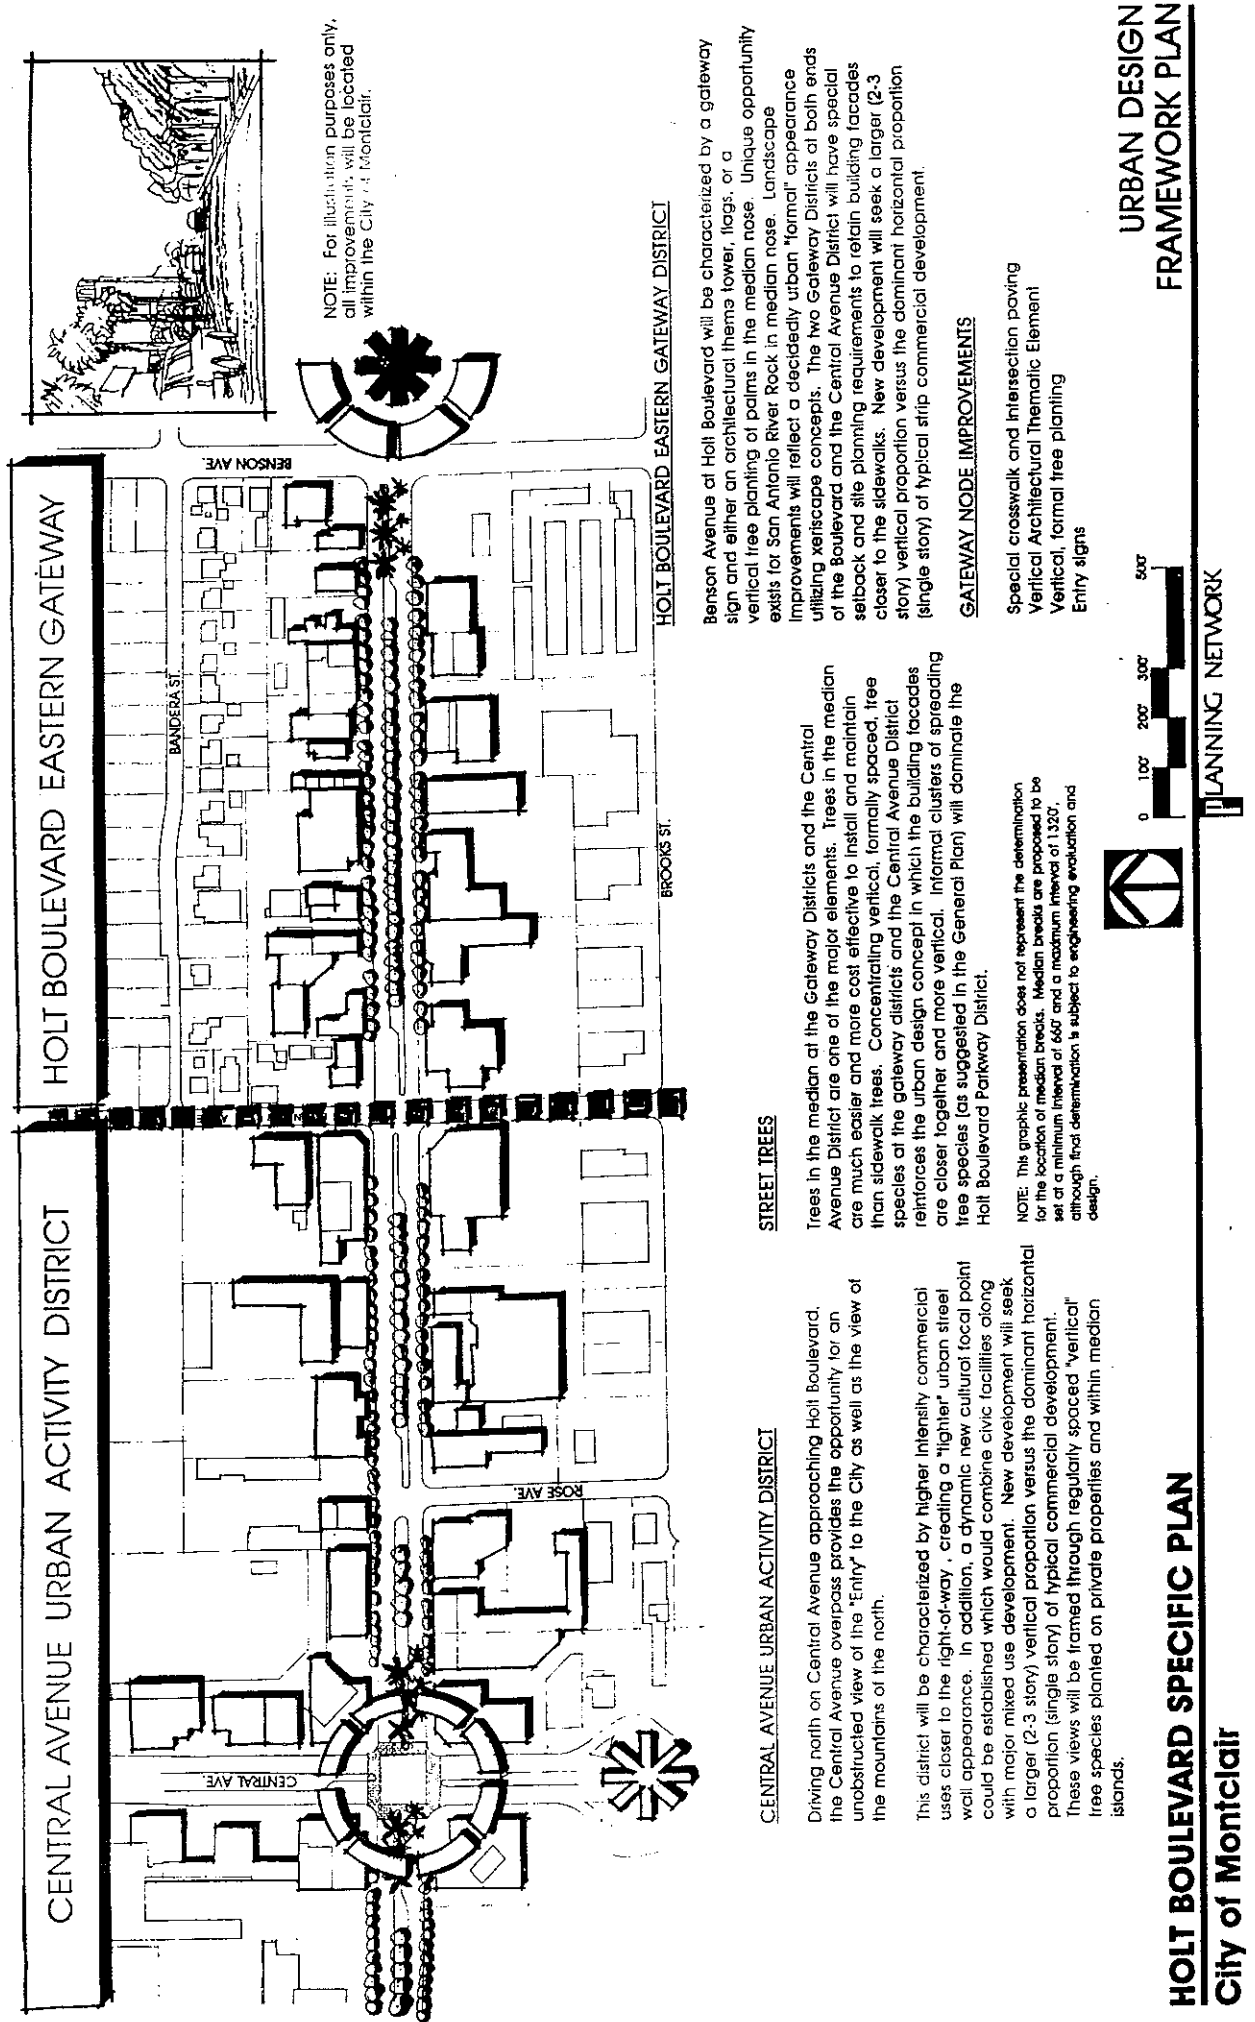 CENTRAL AVENUE URBAN ACTIVITY DISTRICT
HOLT BOULEVARD EASTERN GATEWAY
NOTE: For illustration purposes only,
all improvements will be located
within the City of Montclair.
BENSON AVE.
BANDERA ST.
CENTRAL AVE.
ROSE AVE.
BROOKS ST.
CENTRAL AVENUE URBAN ACTIVITY DISTRICT
Driving north on Central Avenue approaching Holt Boulevard,
the Central Avenue overpass provides the opportunity for an
unobstructed view of the "Entry" to the City as well as the view of
the mountains of the north.
This district will be characterized by higher intensity commercial
uses closer to the right-of-way , creating a "tighter" urban street
wall appearance. In addition, a dynamic new cultural focal point
could be established which would combine civic facilities along
with major mixed use development. New development will seek
a larger (2-3 story) vertical proportion versus the dominant horizontal
proportion (single story) of typical commercial development.
These views will be framed through regularly spaced "vertical"
tree species planted on private properties and within median
islands.
STREET TREES
Trees in the median at the Gateway Districts and the Central
Avenue District are one of the major elements. Trees in the median
are much easier and more cost effective to install and maintain
than sidewalk trees. Concentrating vertical, formally spaced, tree
species at the gateway districts and the Central Avenue District
reinforces the urban design concept in which the building facades
are closer together and more vertical. Informal clusters of spreading
tree species (as suggested in the General Plan) will dominate the
Holt Boulevard Parkway District.
NOTE: This graphic presentation does not represent the determination
for the location of median breaks. Median breaks are proposed to be
set at a minimum interval of 660' and a maximum interval of 1320',
although final determination is subject to engineering evaluation and
design.
HOLT BOULEVARD EASTERN GATEWAY DISTRICT
Benson Avenue at Holt Boulevard will be characterized by a gateway
sign and either an architectural theme tower, flags, or a
vertical tree planting of palms in the median nose. Unique opportunity
exists for San Antonio River Rock in median nose. Landscape
improvements will reflect a decidedly urban "formal" appearance
utilizing xeriscape concepts. The two Gateway Districts at both ends
of the Boulevard and the Central Avenue District will have special
setback and site planning requirements to retain building facades
closer to the sidewalks. New development will seek a larger (2-3
story) vertical proportion versus the dominant horizontal proportion
(single story) of typical strip commercial development.
GATEWAY NODE IMPROVEMENTS
Special crosswalk and intersection paving
Vertical Architectural Thematic Element
Vertical, formal tree planting
Entry signs
0 100' 200' 300' 500'
HOLT BOULEVARD SPECIFIC PLAN
City of Montclair
PLANNING NETWORK
URBAN DESIGN
FRAMEWORK PLAN